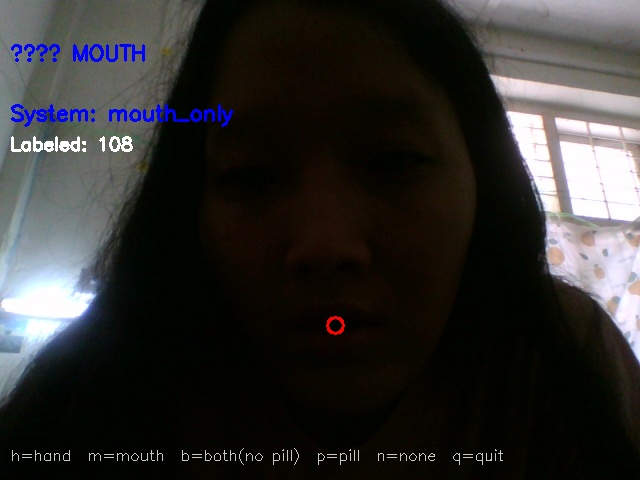 ???? MOUTH
System: mouth_only
Labeled: 108
h=hand m=mouth b=both(no pill) p=pill n=none q=quit